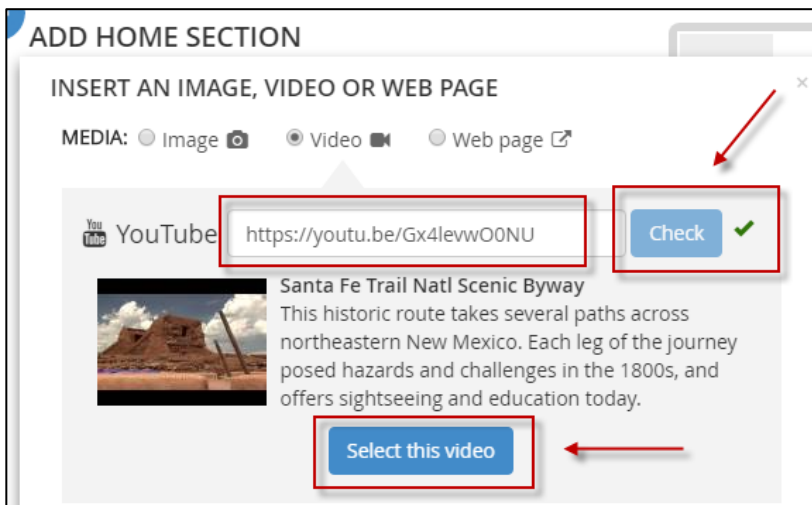 ADD HOME SECTION
INSERT AN IMAGE, VIDEO OR WEB PAGE
×
MEDIA: Image Video Web page
You Tube YouTube https://youtu.be/Gx4levwO0NU Check
Santa Fe Trail Natl Scenic Byway
This historic route takes several paths across
northeastern New Mexico. Each leg of the journey
posed hazards and challenges in the 1800s, and
offers sightseeing and education today.
Select this video